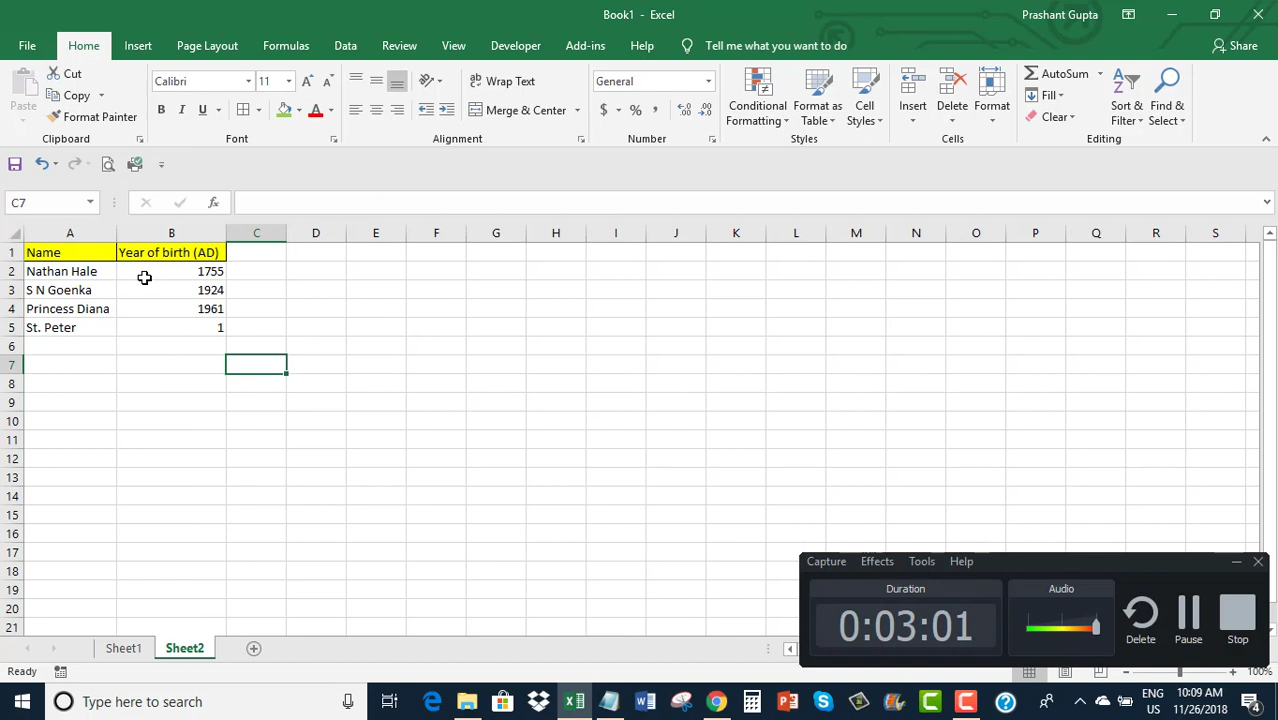 Book1 - Excel
Prashant Gupta
File Home Insert Page Layout Formulas Data Review View Developer Add-ins Help Tell me what you want to do Share
Paste
Cut
Copy
Format Painter
Clipboard
Calibri 11
B I U
Font
Wrap Text
Merge & Center
Alignment
General
$ % ,
Number
Conditional Formatting
Format as Table
Cell Styles
Styles
Insert
Delete
Format
Cells
AutoSum
Fill
Clear
Sort & Filter
Find & Select
Editing
C7
fx
A B C D E F G H I J K L M N O P Q R S
1 Name Year of birth (AD)
2 Nathan Hale 1755
3 S N Goenka 1924
4 Princess Diana 1961
5 St. Peter 1
6
7
8
9
10
11
12
13
14
15
16
17
18
19
20
21
Capture Effects Tools Help
Duration
0:03:01
Audio
Delete
Pause
Stop
Sheet1 Sheet2
Ready
100%
Type here to search
ENG
US
10:09 AM
11/26/2018
4